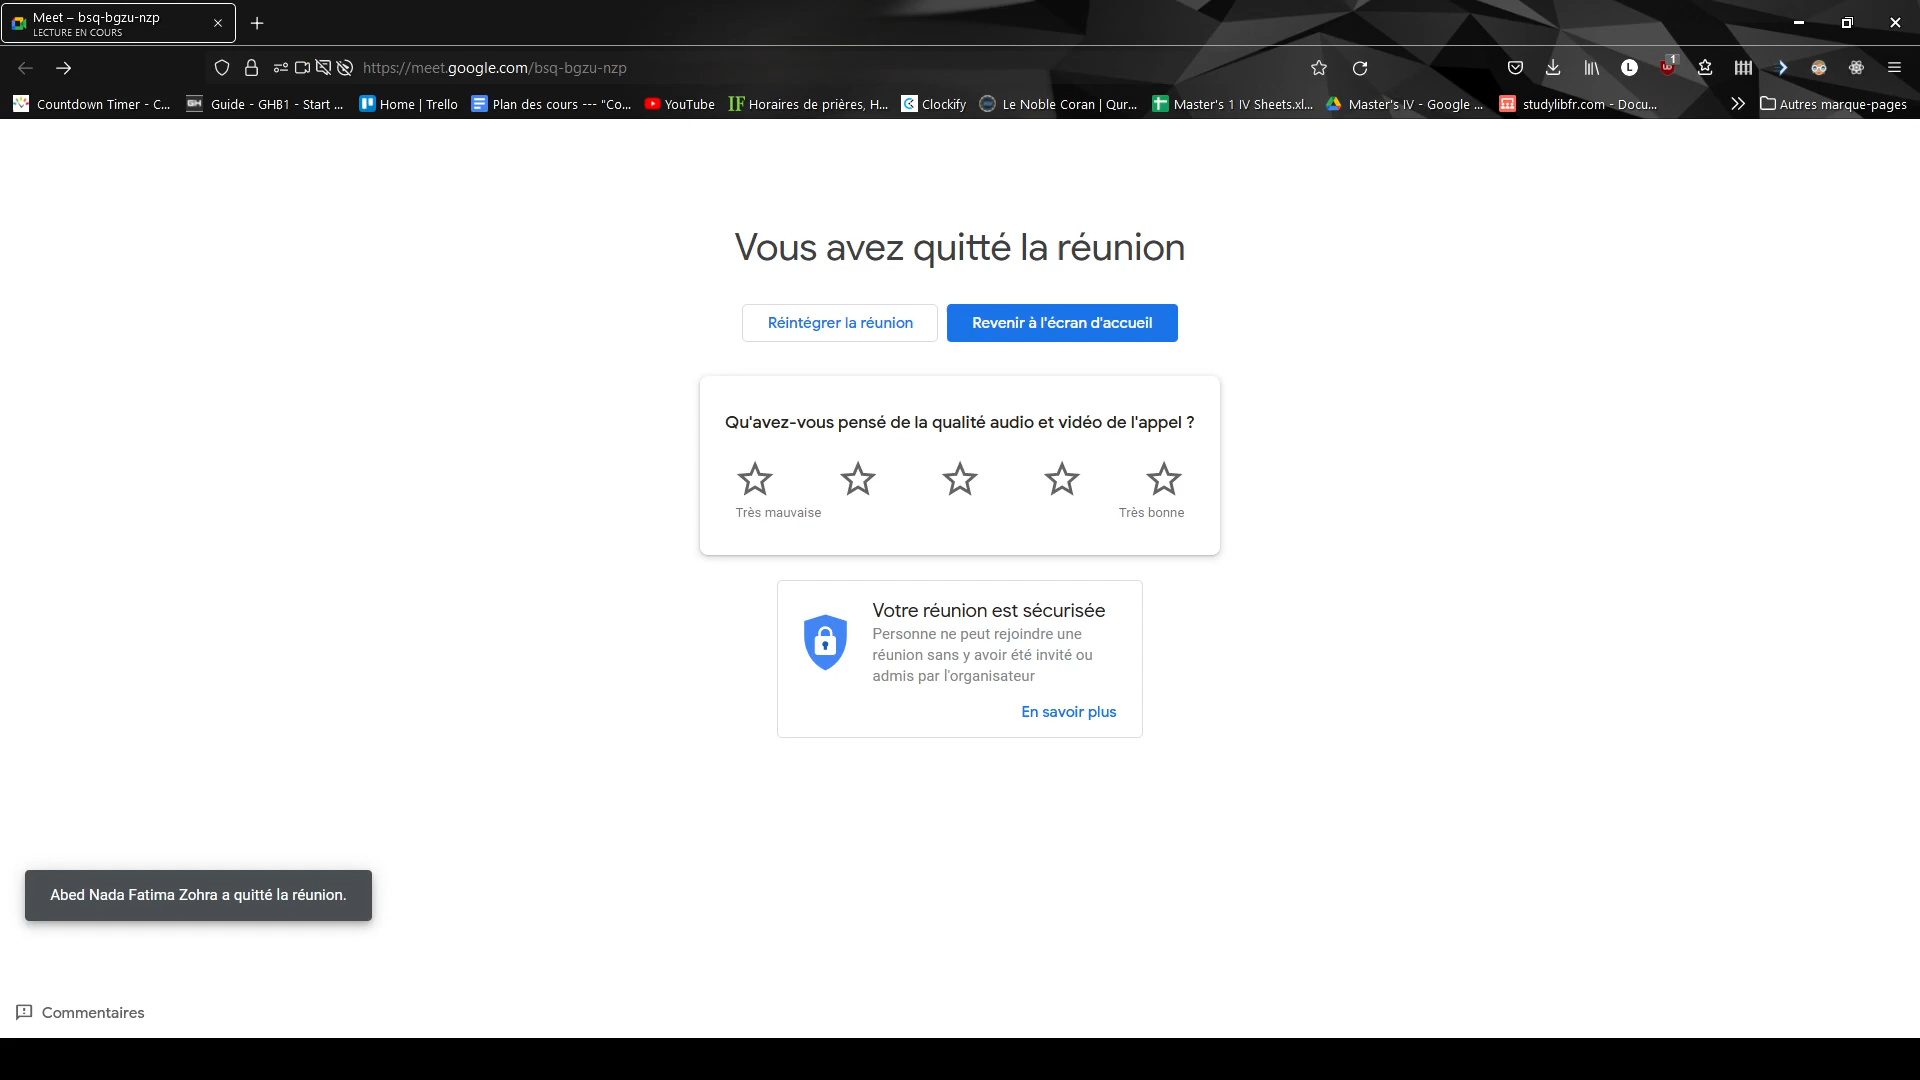 Meet – bsq-bgzu-nzp
LECTURE EN COURS
https://meet.google.com/bsq-bgzu-nzp
L
1
Countdown Timer - C...
GH Guide - GHB1 - Start ...
Home | Trello
Plan des cours --- "Co...
YouTube
IF Horaires de prières, H...
Clockify
Le Noble Coran | Qur...
Master's 1 IV Sheets.xl...
Master's IV - Google ...
studylibfr.com - Docu...
Autres marque-pages
Vous avez quitté la réunion
Réintégrer la réunion
Revenir à l'écran d'accueil
Qu'avez-vous pensé de la qualité audio et vidéo de l'appel ?
Très mauvaise
Très bonne
Votre réunion est sécurisée
Personne ne peut rejoindre une
réunion sans y avoir été invité ou
admis par l'organisateur
En savoir plus
Abed Nada Fatima Zohra a quitté la réunion.
Commentaires